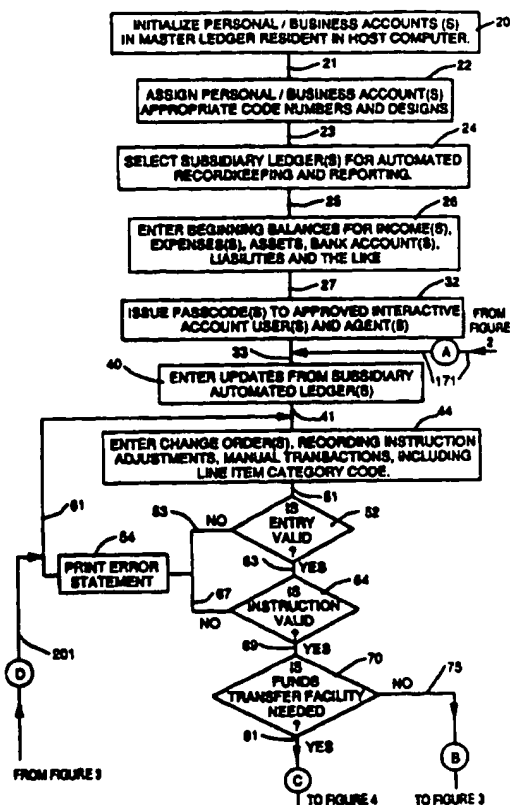 INITIALIZE PERSONAL / BUSINESS ACCOUNTS (S)
IN MASTER LEDGER RESIDENT IN HOST COMPUTER.
20
21
22
ASSIGN PERSONAL / BUSINESS ACCOUNT(S)
APPROPRIATE CODE NUMBERS AND DESIGNS
23
24
SELECT SUBSIDIARY LEDGER(S) FOR AUTOMATED
RECORDKEEPING AND REPORTING.
25
26
ENTER BEGINNING BALANCES FOR INCOME(S),
EXPENSES(S), ASSETS, BANK ACCOUNT(S),
LIABILITIES AND THE LIKE
27
32
ISSUE PASSCODE(S) TO APPROVED INTERACTIVE
ACCOUNT USER(S) AND AGENT(S)
FROM
FIGURE
2
A
33
171
40
ENTER UPDATES FROM SUBSIDIARY
AUTOMATED LEDGER(S)
41
44
ENTER CHANGE ORDER(S), RECORDING INSTRUCTION
ADJUSTMENTS, MANUAL TRANSACTIONS, INCLUDING
LINE ITEM CATEGORY CODE.
61
51
53
NO
IS
ENTRY
VALID
?
52
54
PRINT ERROR
STATEMENT
63
YES
64
67
NO
IS
INSTRUCTION
VALID
?
69
YES
201
D
FROM FIGURE 3
IS
FUNDS
TRANSFER FACILITY
NEEDED
?
70
NO
75
81
YES
B
C
TO FIGURE 4
TO FIGURE 3